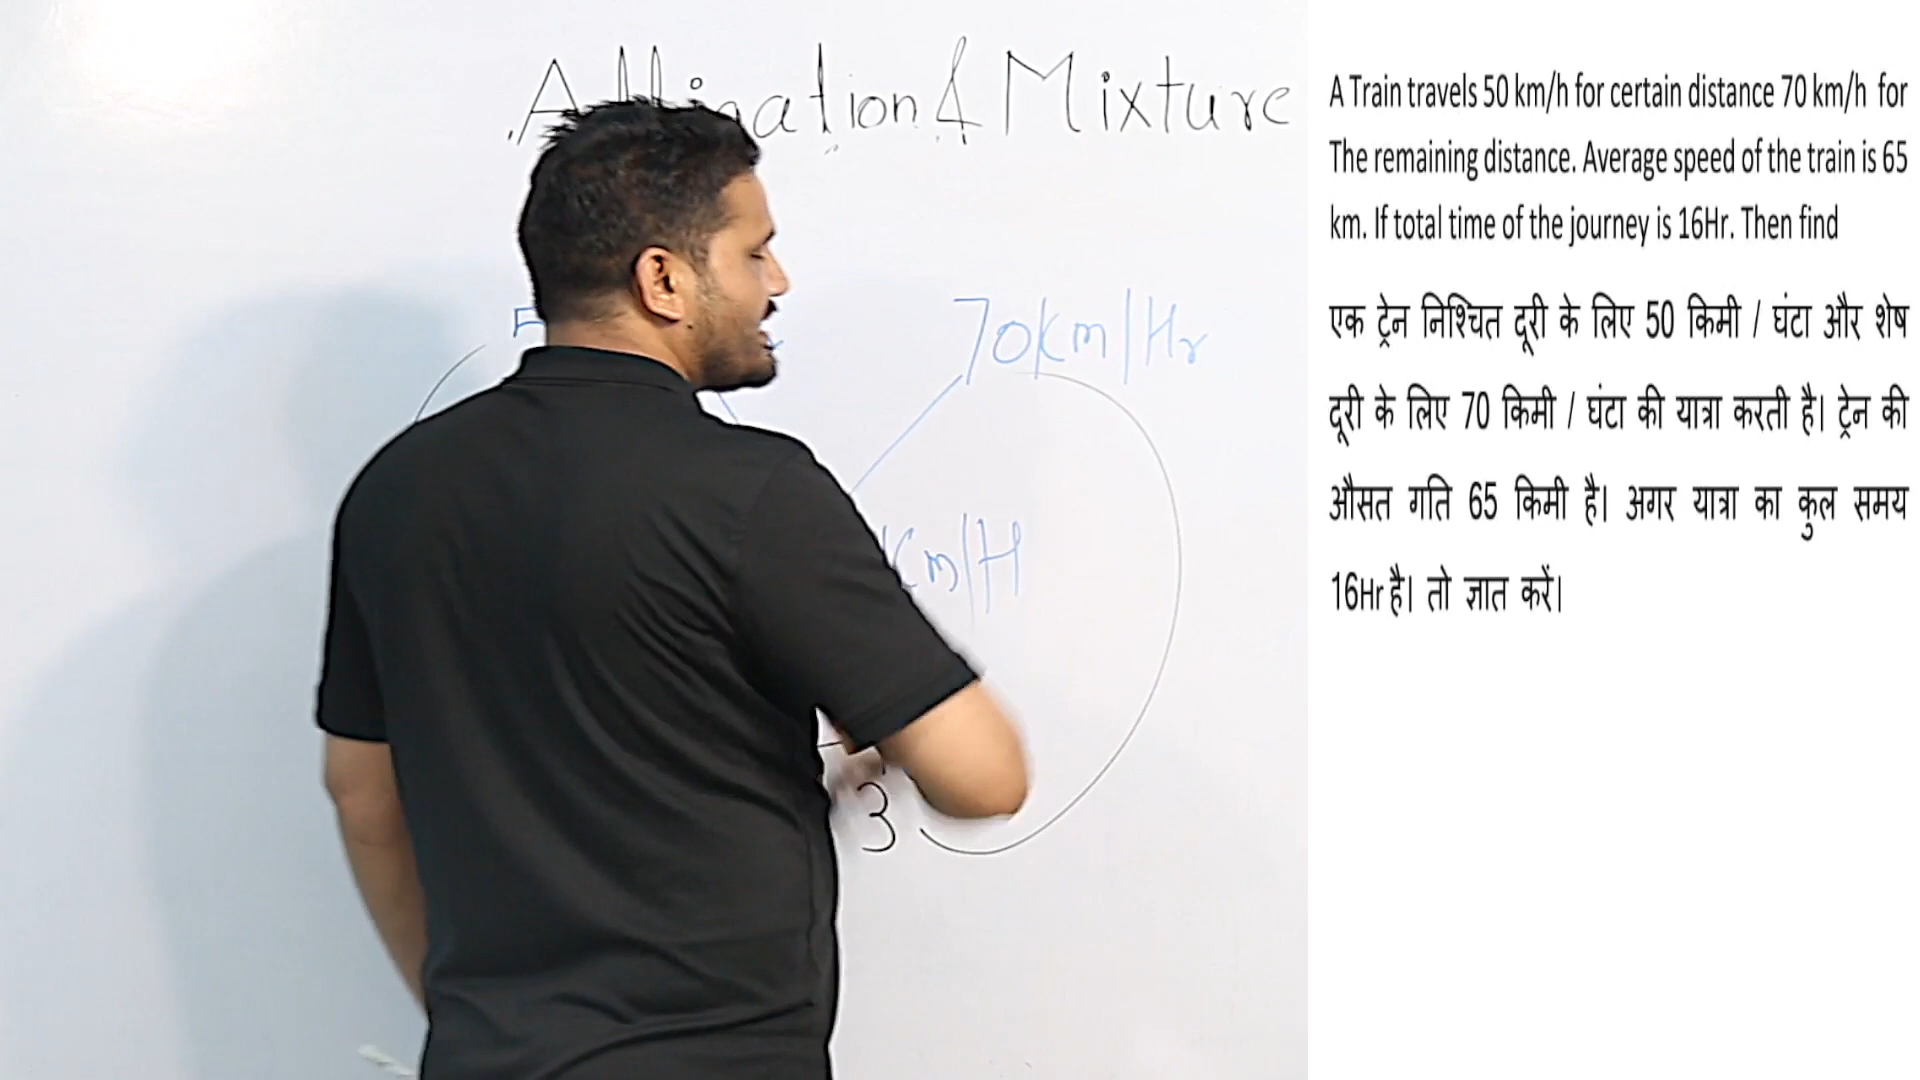 Alligation & Mixture
70Km/Hr
Km/H
3
A Train travels 50 km/h for certain distance 70 km/h for
The remaining distance. Average speed of the train is 65
km. If total time of the journey is 16Hr. Then find
एक ट्रेन निश्चित दूरी के लिए 50 किमी / घंटा और शेष
दूरी के लिए 70 किमी / घंटा की यात्रा करती है। ट्रेन की
औसत गति 65 किमी है। अगर यात्रा का कुल समय
16Hr है। तो ज्ञात करें।